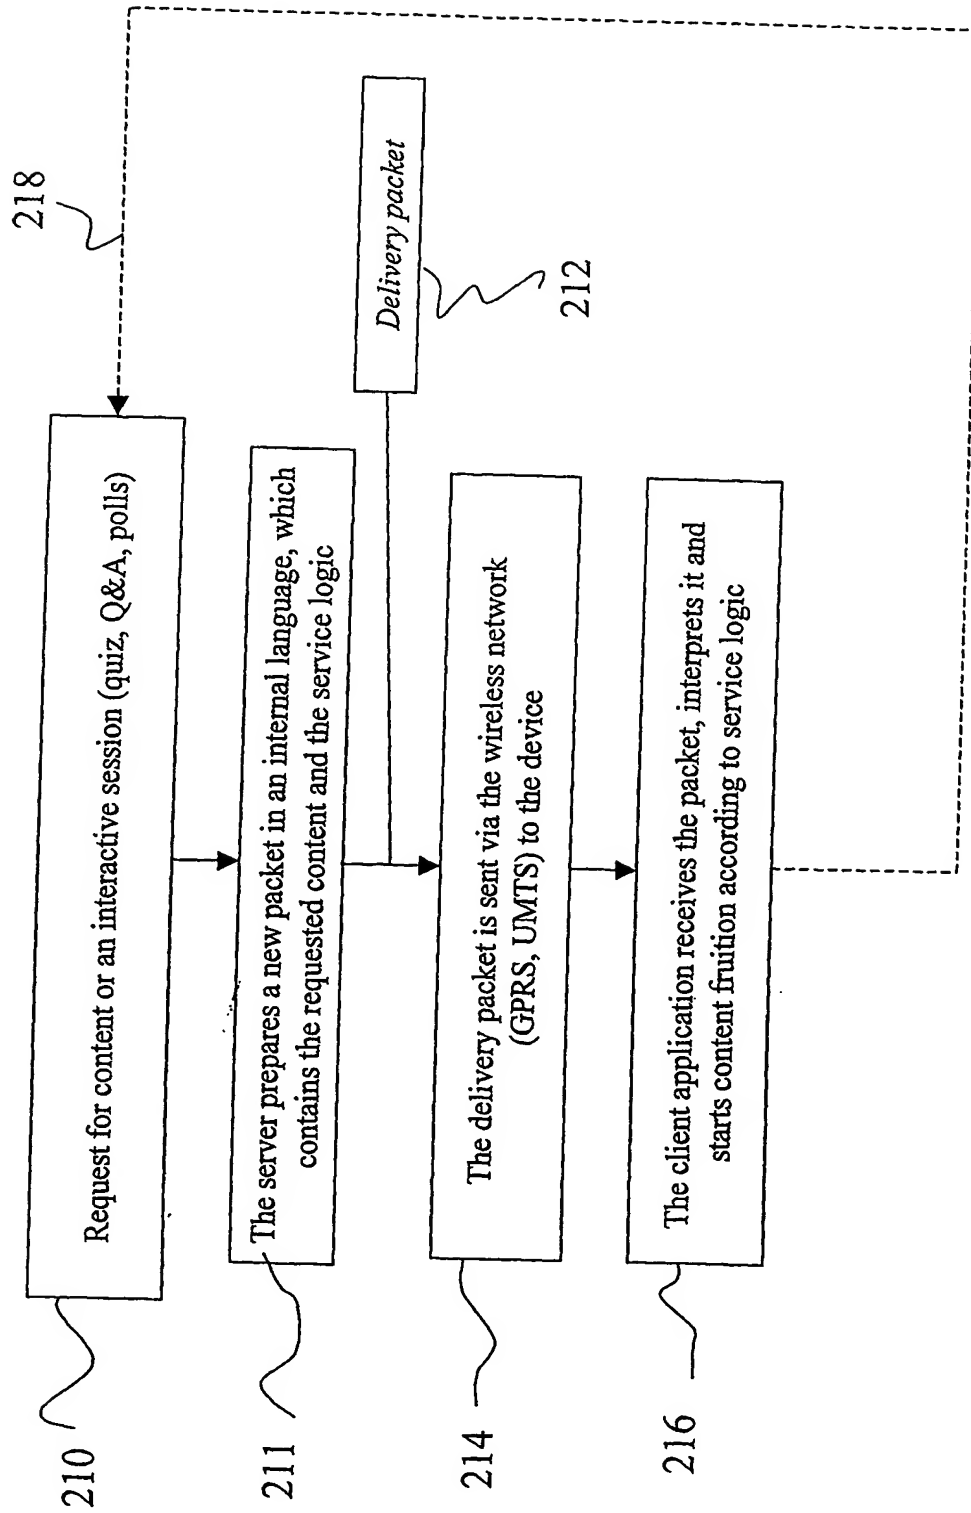 218
Request for content or an interactive session (quiz, Q&A, polls)
210
The server prepares a new packet in an internal language, which
contains the requested content and the service logic
211
Delivery packet
212
The delivery packet is sent via the wireless network
(GPRS, UMTS) to the device
214
The client application receives the packet, interprets it and
starts content fruition according to service logic
216